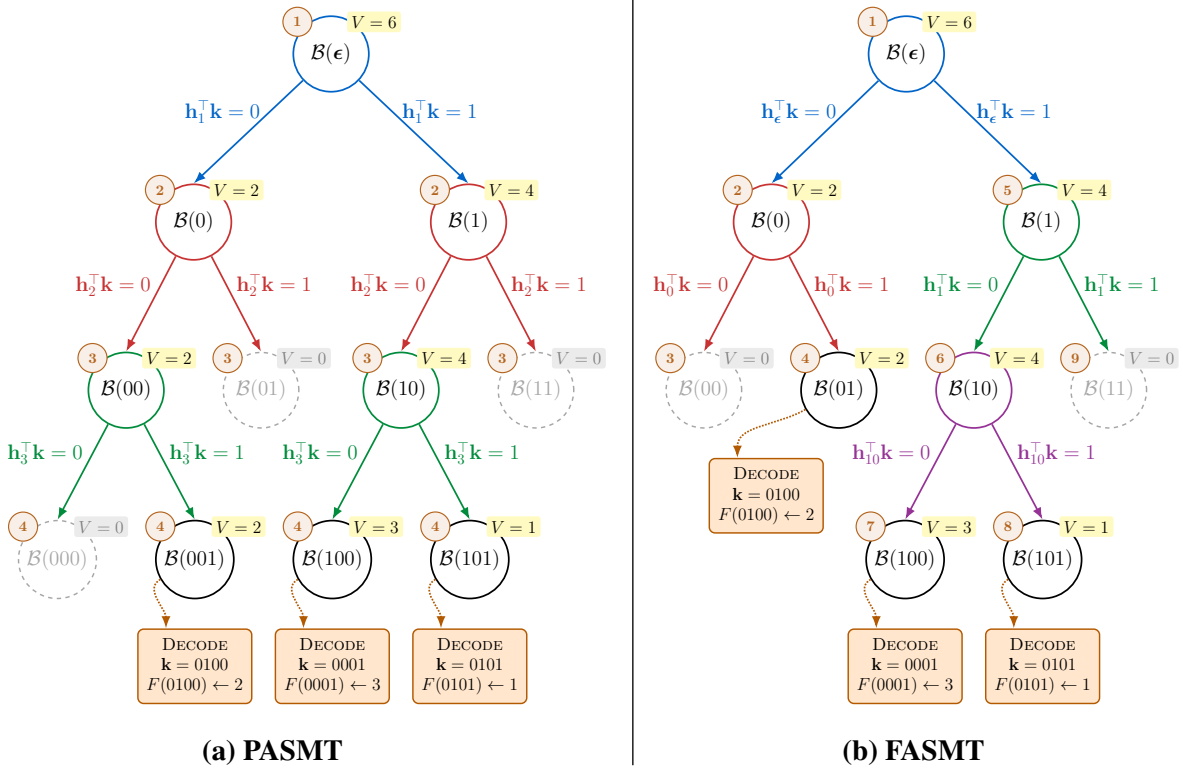 1
V = 6
B(ϵ)
h₁⊤k = 0
h₁⊤k = 1
2
V = 2
B(0)
2
V = 4
B(1)
h₂⊤k = 0
h₂⊤k = 1
h₂⊤k = 0
h₂⊤k = 1
3
V = 2
B(00)
3
V = 0
B(01)
3
V = 4
B(10)
3
V = 0
B(11)
h₃⊤k = 0
h₃⊤k = 1
h₃⊤k = 0
h₃⊤k = 1
4
V = 0
B(000)
4
V = 2
B(001)
4
V = 3
B(100)
4
V = 1
B(101)
DECODE
k = 0100
F(0100) ← 2
DECODE
k = 0001
F(0001) ← 3
DECODE
k = 0101
F(0101) ← 1
(a) PASMT
1
V = 6
B(ϵ)
h_ϵ⊤k = 0
h_ϵ⊤k = 1
2
V = 2
B(0)
5
V = 4
B(1)
h₀⊤k = 0
h₀⊤k = 1
h₁⊤k = 0
h₁⊤k = 1
3
V = 0
B(00)
4
V = 2
B(01)
6
V = 4
B(10)
9
V = 0
B(11)
DECODE
k = 0100
F(0100) ← 2
h₁₀⊤k = 0
h₁₀⊤k = 1
7
V = 3
B(100)
8
V = 1
B(101)
DECODE
k = 0001
F(0001) ← 3
DECODE
k = 0101
F(0101) ← 1
(b) FASMT